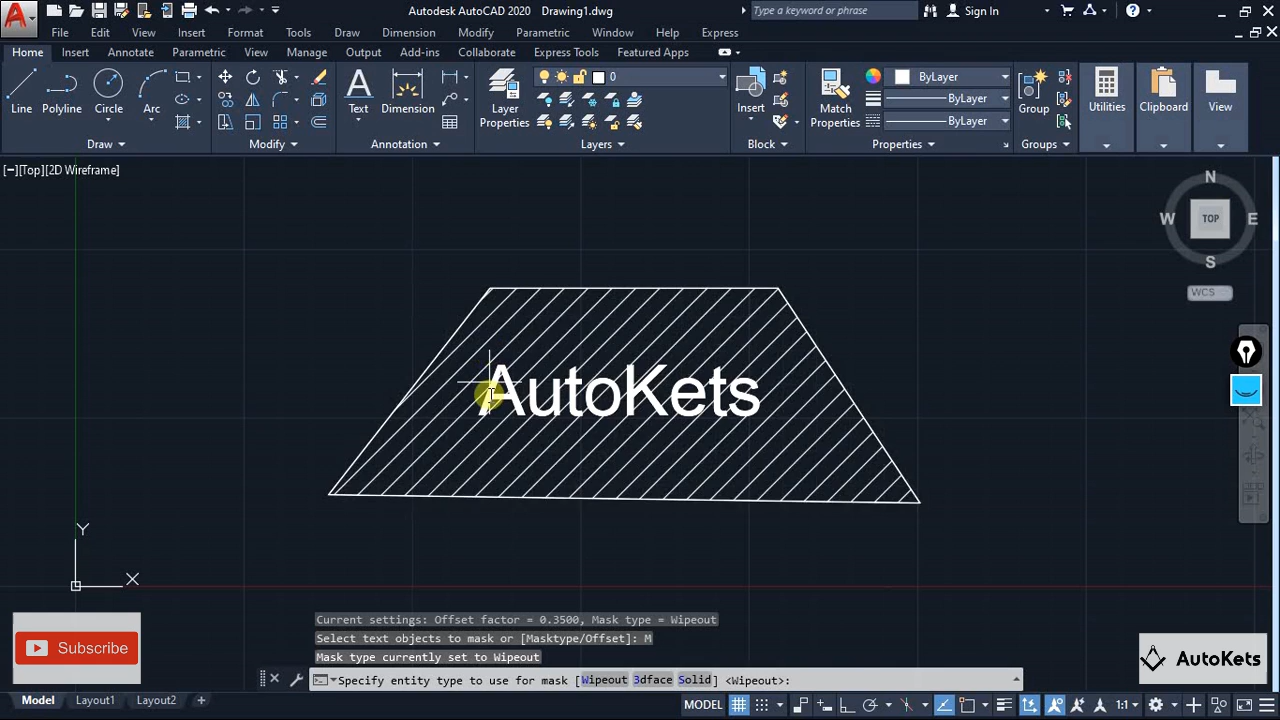 Autodesk AutoCAD 2020 Drawing1.dwg
Type a keyword or phrase
Sign In
File Edit View Insert Format Tools Draw Dimension Modify Parametric Window Help Express
Home Insert Annotate Parametric View Manage Output Add-ins Collaborate Express Tools Featured Apps
0
ByLayer
ByLayer
ByLayer
Line Polyline Circle Arc
Text Dimension
Layer Properties
Insert
Match Properties
Group
Utilities
Clipboard
View
Draw Modify Annotation Layers Block Properties Groups
[−][Top][2D Wireframe]
N
W TOP E
S
WCS
AutoKets
Y
X
Current settings: Offset factor = 0.3500, Mask type = Wipeout
Select text objects to mask or [Masktype/Offset]: M
Mask type currently set to Wipeout
Specify entity type to use for mask [Wipeout 3dface Solid] <Wipeout>:
Subscribe
AutoKets
Model Layout1 Layout2 +
MODEL
1:1